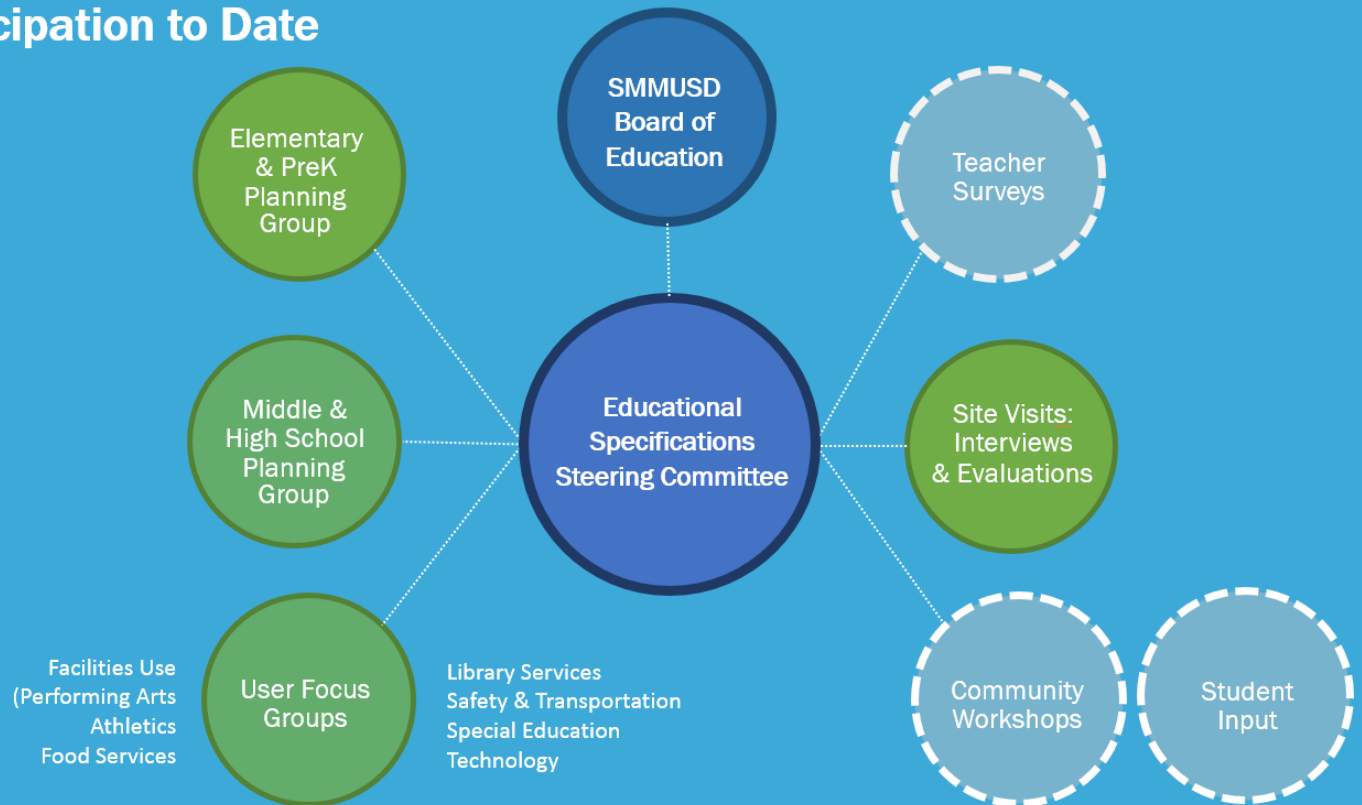 cipation to Date
SMMUSD
Board of
Education
Elementary
& PreK
Planning
Group
Teacher
Surveys
Middle &
High School
Planning
Group
Educational
Specifications
Steering Committee
Site Visits:
Interviews
& Evaluations
Facilities Use
(Performing Arts
Athletics
Food Services
User Focus
Groups
Library Services
Safety & Transportation
Special Education
Technology
Community
Workshops
Student
Input